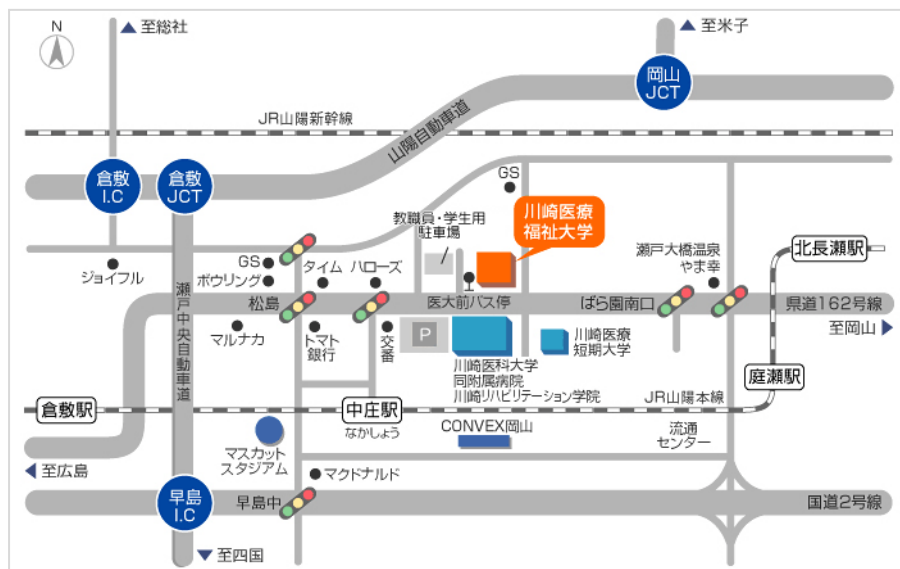 N
▲至総社
▲至米子
岡山
JCT
JR山陽新幹線
山陽自動車道
倉敷
I.C
倉敷
JCT
GS
川崎医療
福祉大学
教職員・学生用
駐車場
瀬戸大橋温泉
やま幸
北長瀬駅
ジョイフル
GS
ボウリング
タイム
ハローズ
松島
医大前バス停
ばら園南口
県道162号線
至岡山▶
マルナカ
トマト
銀行
交番
P
川崎医療
短期大学
川崎医科大学
同附属病院
川崎リハビリテーション学院
瀬戸中央自動車道
庭瀬駅
倉敷駅
中庄駅
なかしょう
JR山陽本線
マスカット
スタジアム
CONVEX岡山
流通
センター
◀至広島
マクドナルド
早島
I.C
早島中
国道2号線
▼至四国